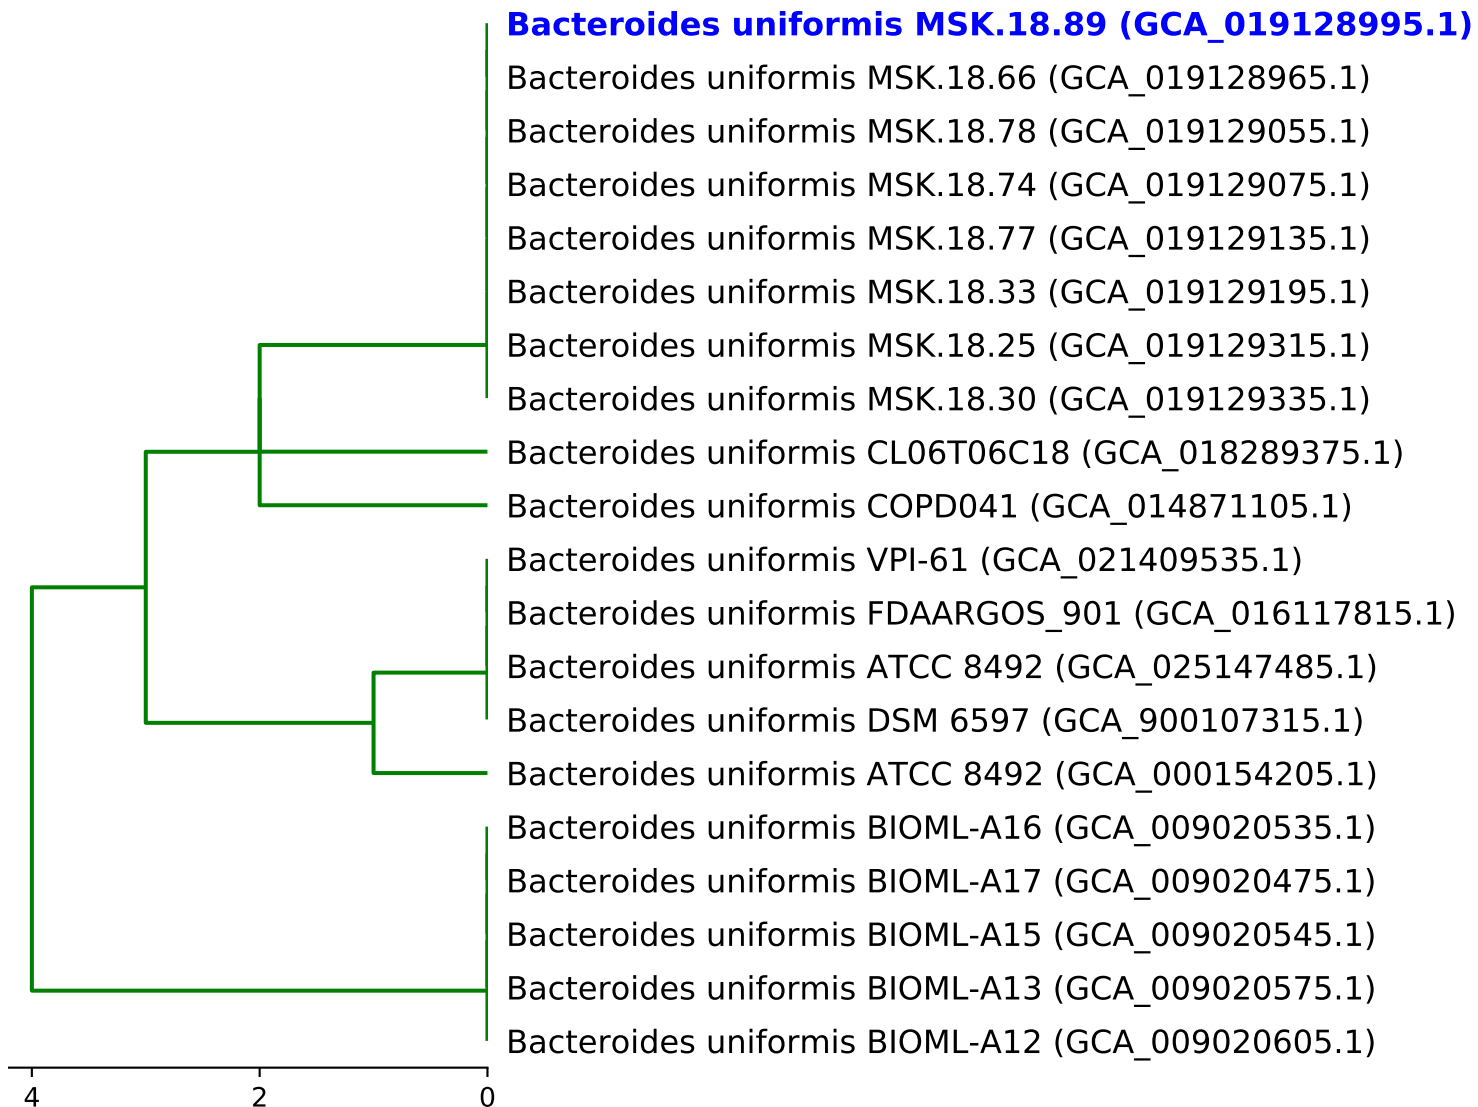 Bacteroides uniformis MSK.18.89 (GCA_019128995.1)
Bacteroides uniformis MSK.18.66 (GCA_019128965.1)
Bacteroides uniformis MSK.18.78 (GCA_019129055.1)
Bacteroides uniformis MSK.18.74 (GCA_019129075.1)
Bacteroides uniformis MSK.18.77 (GCA_019129135.1)
Bacteroides uniformis MSK.18.33 (GCA_019129195.1)
Bacteroides uniformis MSK.18.25 (GCA_019129315.1)
Bacteroides uniformis MSK.18.30 (GCA_019129335.1)
Bacteroides uniformis CL06T06C18 (GCA_018289375.1)
Bacteroides uniformis COPD041 (GCA_014871105.1)
Bacteroides uniformis VPI-61 (GCA_021409535.1)
Bacteroides uniformis FDAARGOS_901 (GCA_016117815.1)
Bacteroides uniformis ATCC 8492 (GCA_025147485.1)
Bacteroides uniformis DSM 6597 (GCA_900107315.1)
Bacteroides uniformis ATCC 8492 (GCA_000154205.1)
Bacteroides uniformis BIOML-A16 (GCA_009020535.1)
Bacteroides uniformis BIOML-A17 (GCA_009020475.1)
Bacteroides uniformis BIOML-A15 (GCA_009020545.1)
Bacteroides uniformis BIOML-A13 (GCA_009020575.1)
Bacteroides uniformis BIOML-A12 (GCA_009020605.1)
4 2 0